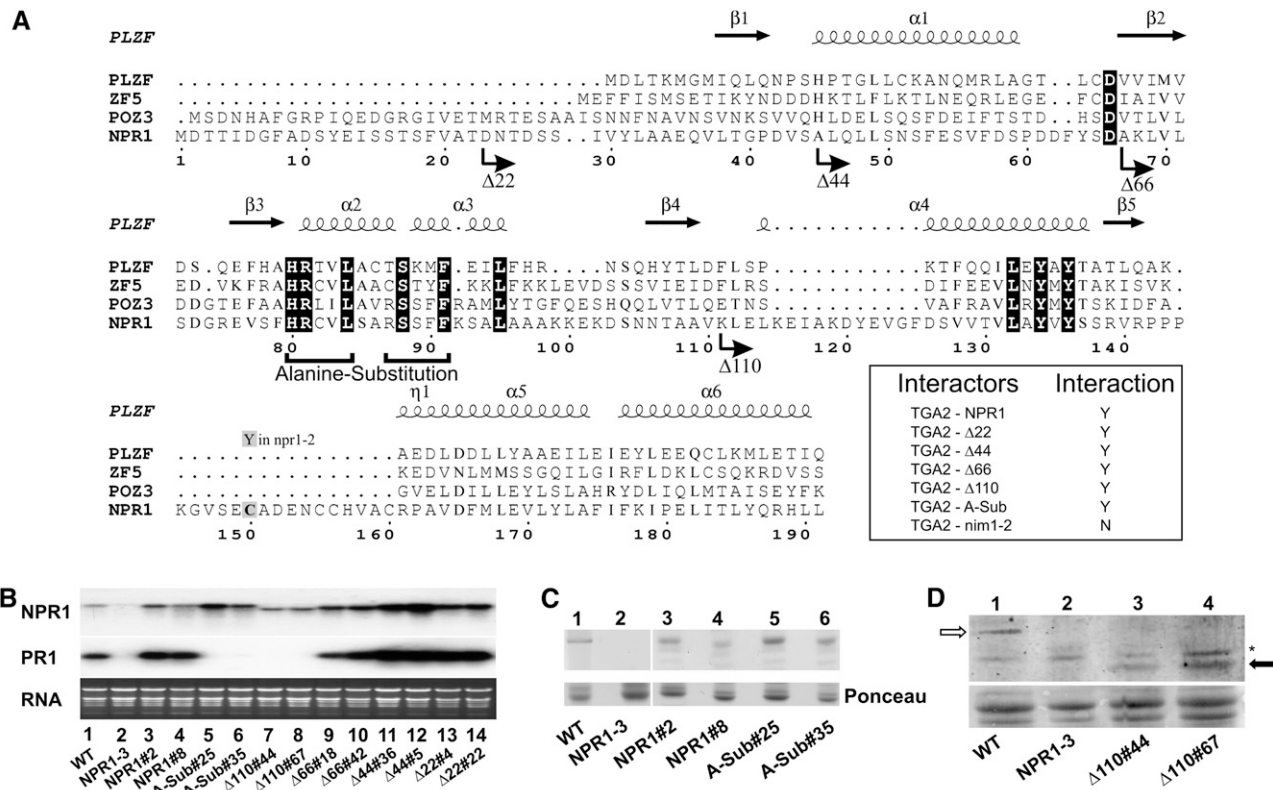 A
β1 α1 β2
PLZF
PLZF .............................MDLTKMGMIQLQNPSHPTGLLCKANQMRLAGT..LCDVVIMV
ZF5 ............................MEFFISMSETIKYNDDDHKTLFLKTLNEQRLEGE..FCDIAIVV
POZ3 .MSDNHAFGRPIQEDGRGIVETMRTESAAISNNFNAVNSVNKSVVQHLDELSQSFDEIFTSTD..HSDVTLVL
NPR1 MDTTIDGFADSYEISSTSFVATDNTDSS..IVYLAAEQVLTGPDVSALQLLSNSFESVFDSPDDFYSDAKLVL
1 10 20 30 40 50 60 70
Δ22 Δ44 Δ66
β3 α2 α3 β4 α4 β5
PLZF
PLZF DS.QEFHAHRTVLACTSKMF.EILFHR....NSQHYTLDFLSP...........KTFQQILEYAYTATLQAK.
ZF5 ED.VKFRAHRCVLAACSTYF.KKLFKKLEVDSSSVIEIDFLRS...........DIFEEVLNYMYTAKISVK.
POZ3 DDGTEFAAHRLILAVRSSFFRAMLYTGFQESHQQLVTLQETNS...........VAFRAVLRYMYTSKIDFA.
NPR1 SDGREVSFHRCVLSARSSFFKSALAAAKKEKDSNNTAAVKLELKEIAKDYEVGFDSVVTVLAYVYSSRVRPPP
80 90 100 110 120 130 140
Alanine-Substitution
Δ110
η1 α5 α6
PLZF
Y in npr1-2
PLZF ................AEDLDDLLYAAEILEIEYLEEQCLKMLETIQ
ZF5 ................KEDVNLMMSSGQILGIRFLDKLCSQKRDVSS
POZ3 ................GVELDILLEYLSLAHRYDLIQLMTAISEYFK
NPR1 KGVSECADENCCHVACRPAVDFMLEVLYLAFIFKIPELITLYQRHLL
150 160 170 180 190
Interactors Interaction
TGA2 - NPR1 Y
TGA2 - Δ22 Y
TGA2 - Δ44 Y
TGA2 - Δ66 Y
TGA2 - Δ110 Y
TGA2 - A-Sub Y
TGA2 - nim1-2 N
B
NPR1
PR1
RNA
1 2 3 4 5 6 7 8 9 10 11 12 13 14
WT NPR1-3 NPR1#2 NPR1#8 A-Sub#25 A-Sub#35 Δ110#44 Δ110#67 Δ66#18 Δ66#42 Δ44#36 Δ44#5 Δ22#4 Δ22#22
C
1 2 3 4 5 6
Ponceau
WT NPR1-3 NPR1#2 NPR1#8 A-Sub#25 A-Sub#35
D
1 2 3 4
*
WT NPR1-3 Δ110#44 Δ110#67